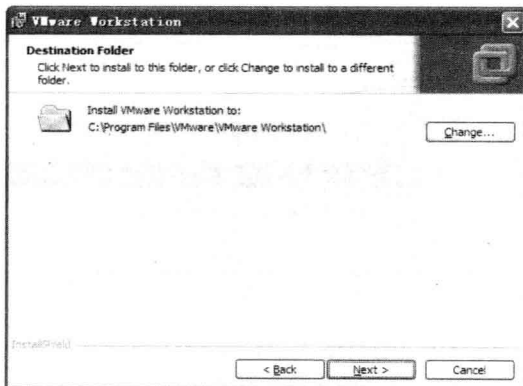 VMware Workstation
Destination Folder
Click Next to install to this folder, or click Change to install to a different
folder.
Install VMware Workstation to:
C:\Program Files\VMware\VMware Workstation\
Change...
InstallShield
< Back
Next >
Cancel